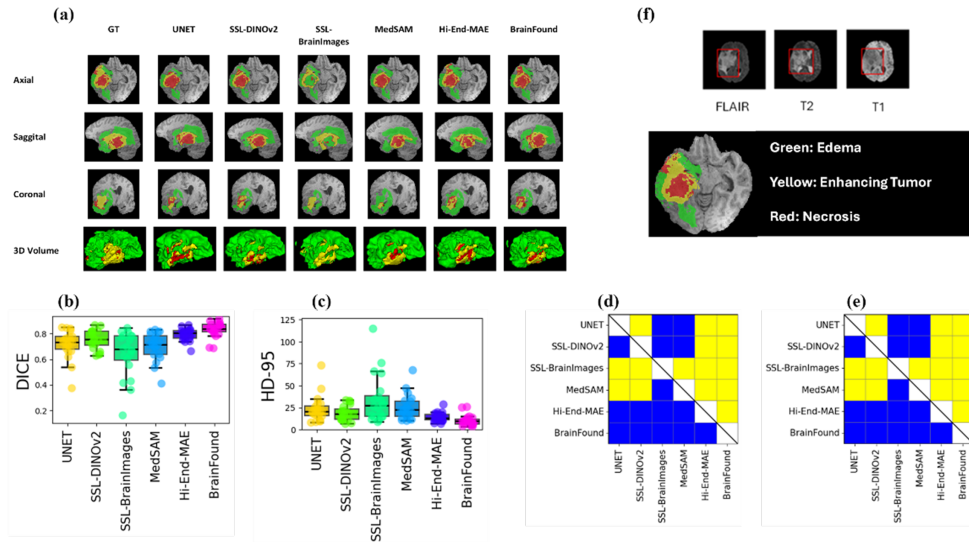 (a)
GT UNET SSL-DINOv2 SSL-BrainImages MedSAM Hi-End-MAE BrainFound
Axial
Saggital
Coronal
3D Volume
(f)
FLAIR T2 T1
Green: Edema
Yellow: Enhancing Tumor
Red: Necrosis
(b)
DICE
0.8
0.6
0.4
0.2
UNET
SSL-DINOv2
SSL-BrainImages
MedSAM
Hi-End-MAE
BrainFound
(c)
HD-95
125
100
75
50
25
0
UNET
SSL-DINOv2
SSL-BrainImages
MedSAM
Hi-End-MAE
BrainFound
(d)
UNET
SSL-DINOv2
SSL-BrainImages
MedSAM
Hi-End-MAE
BrainFound
UNET
SSL-DINOv2
SSL-BrainImages
MedSAM
Hi-End-MAE
BrainFound
(e)
UNET
SSL-DINOv2
SSL-BrainImages
MedSAM
Hi-End-MAE
BrainFound
UNET
SSL-DINOv2
SSL-BrainImages
MedSAM
Hi-End-MAE
BrainFound